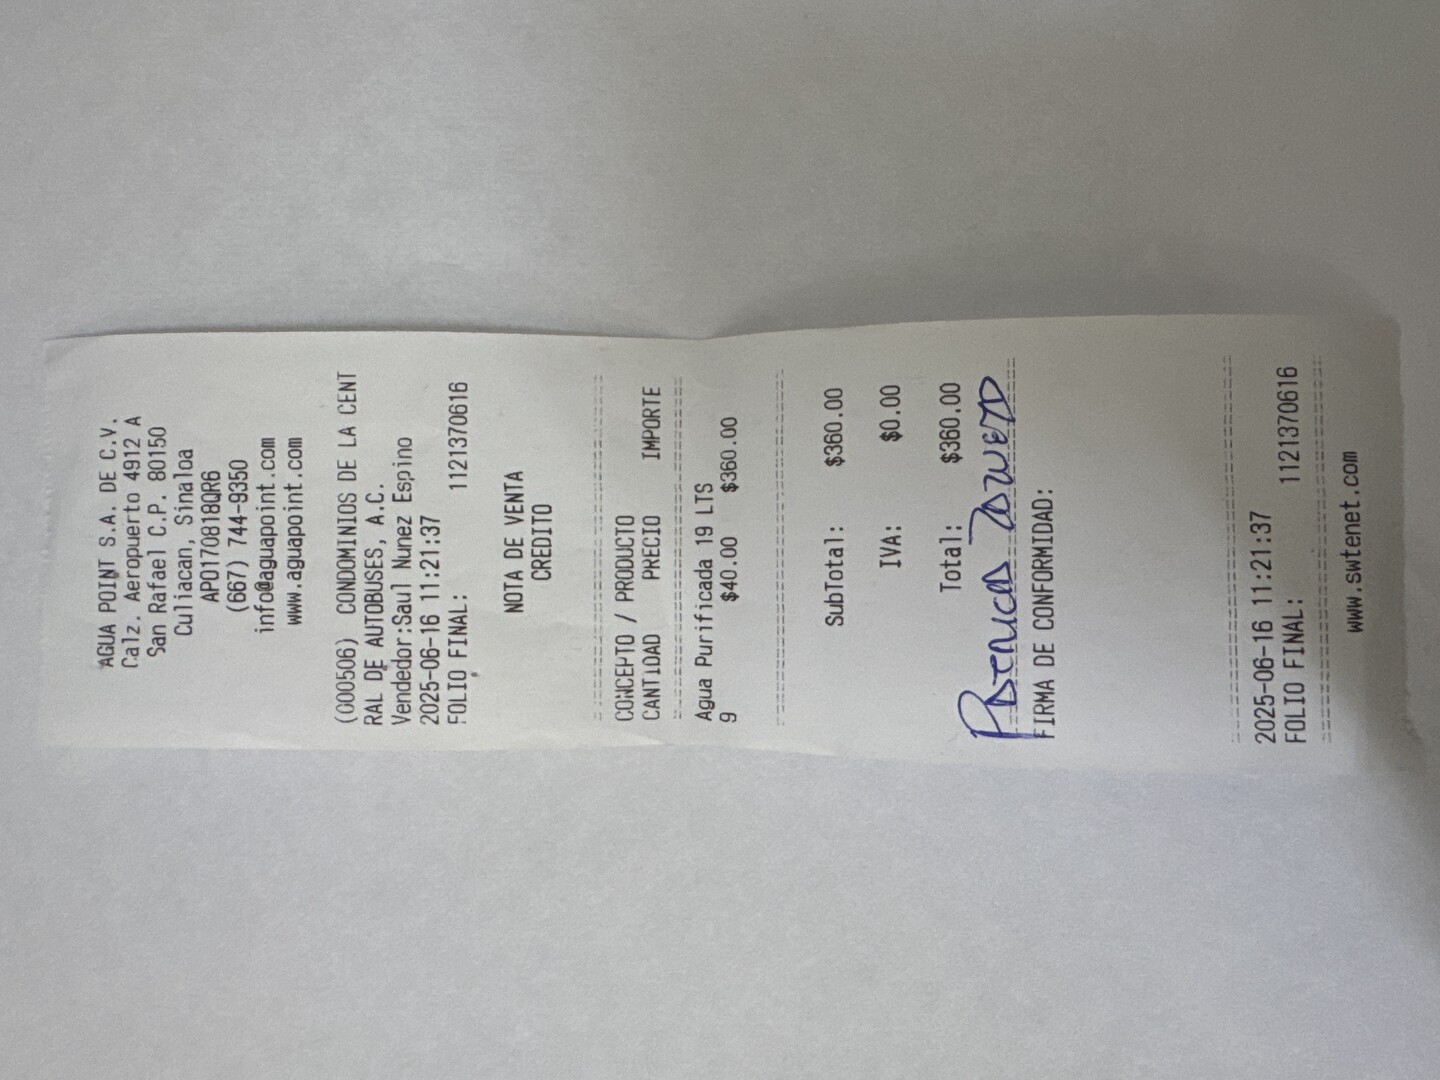 AGUA POINT S.A. DE C.V.
Calz. Aeropuerto 4912 A
San Rafael C.P. 80150
Culiacan, Sinaloa
APO170818QR6
(667) 744-9350
info@aguapoint.com
www.aguapoint.com
(000506) CONDOMINIOS DE LA CENT
RAL DE AUTOBUSES, A.C.
Vendedor:Saul Nunez Espino
2025-06-16 11:21:37
FOLIO FINAL: 1121370616
NOTA DE VENTA
CREDITO
CONCEPTO / PRODUCTO
CANTIDAD PRECIO IMPORTE
Agua Purificada 19 LTS
9 $40.00 $360.00
SubTotal: $360.00
IVA: $0.00
Total: $360.00
FIRMA DE CONFORMIDAD:
2025-06-16 11:21:37
FOLIO FINAL: 1121370616
www.swtenet.com